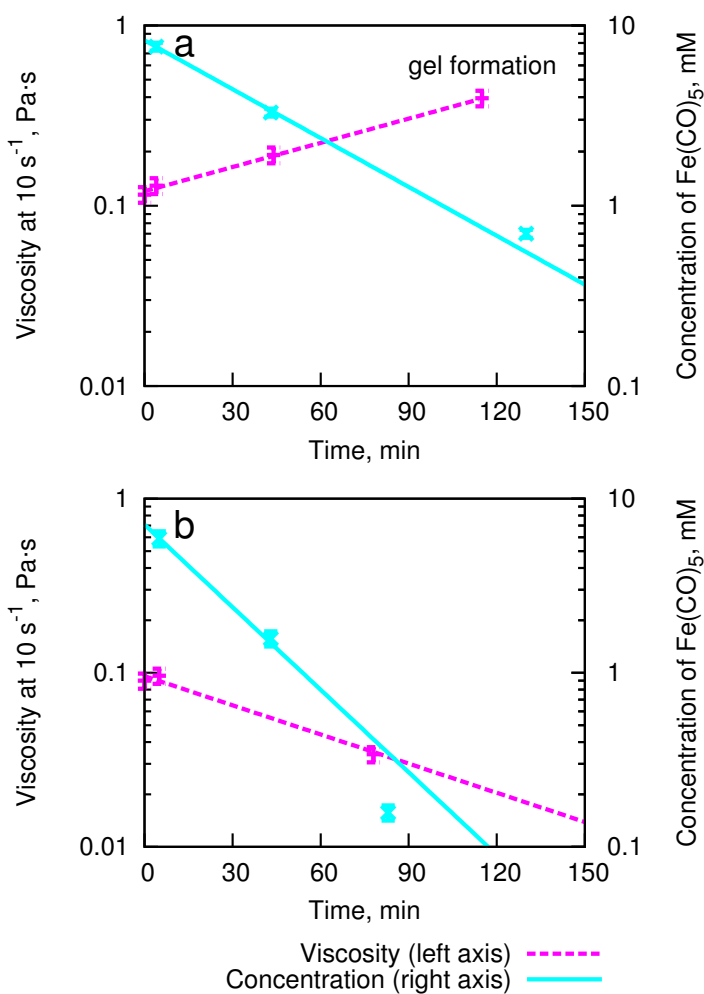 a
gel formation
Viscosity at 10 s⁻¹, Pa·s
1
0.1
0.01
Concentration of Fe(CO)₅, mM
10
1
0.1
0 30 60 90 120 150
Time, min
b
Viscosity at 10 s⁻¹, Pa·s
1
0.1
0.01
Concentration of Fe(CO)₅, mM
10
1
0.1
0 30 60 90 120 150
Time, min
Viscosity (left axis)
Concentration (right axis)